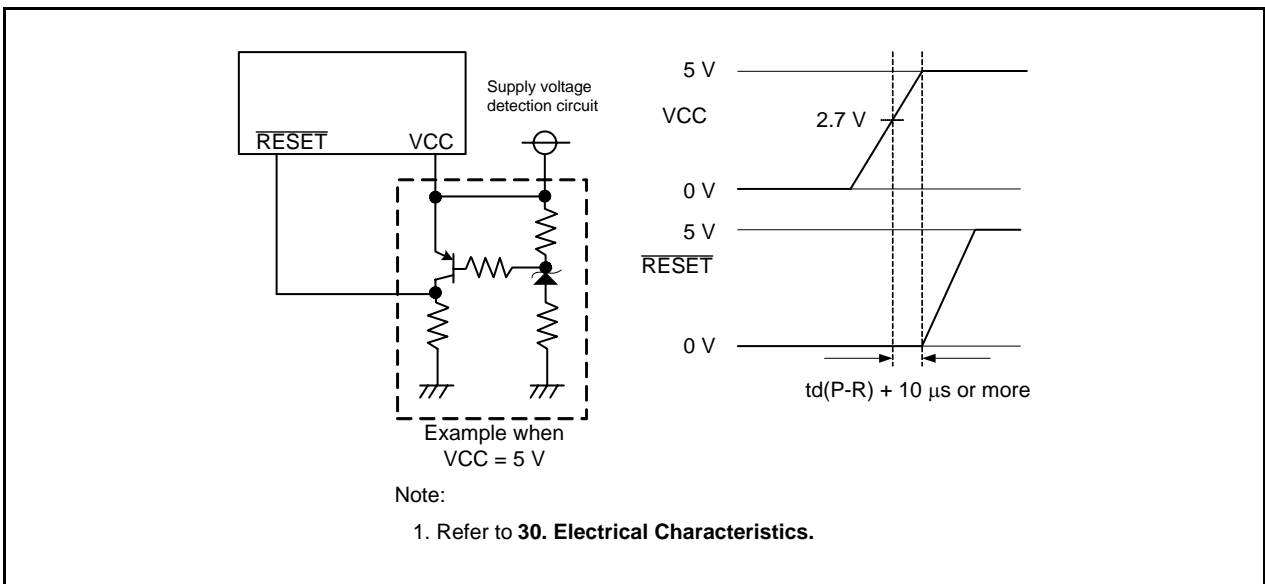 RESET
VCC
Supply voltage
detection circuit
Example when
VCC = 5 V
5 V
VCC
2.7 V
0 V
5 V
RESET
0 V
td(P-R) + 10 μs or more
Note:
1. Refer to 30. Electrical Characteristics.